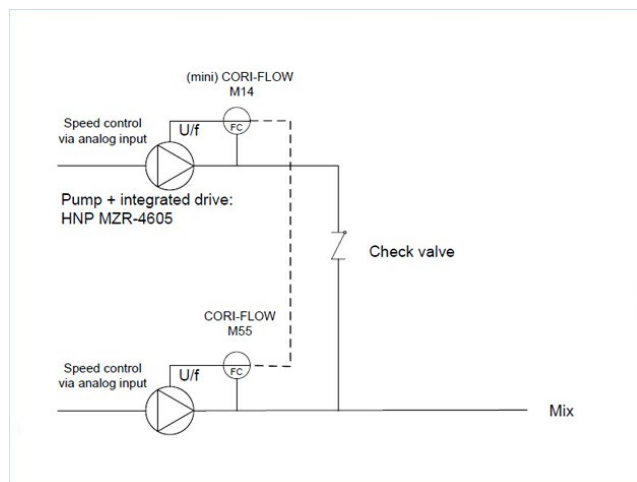 (mini) CORI-FLOW
M14
Speed control
via analog input
U/f
FC
Pump + integrated drive:
HNP MZR-4605
Check valve
CORI-FLOW
M55
Speed control
via analog input
U/f
FC
Mix